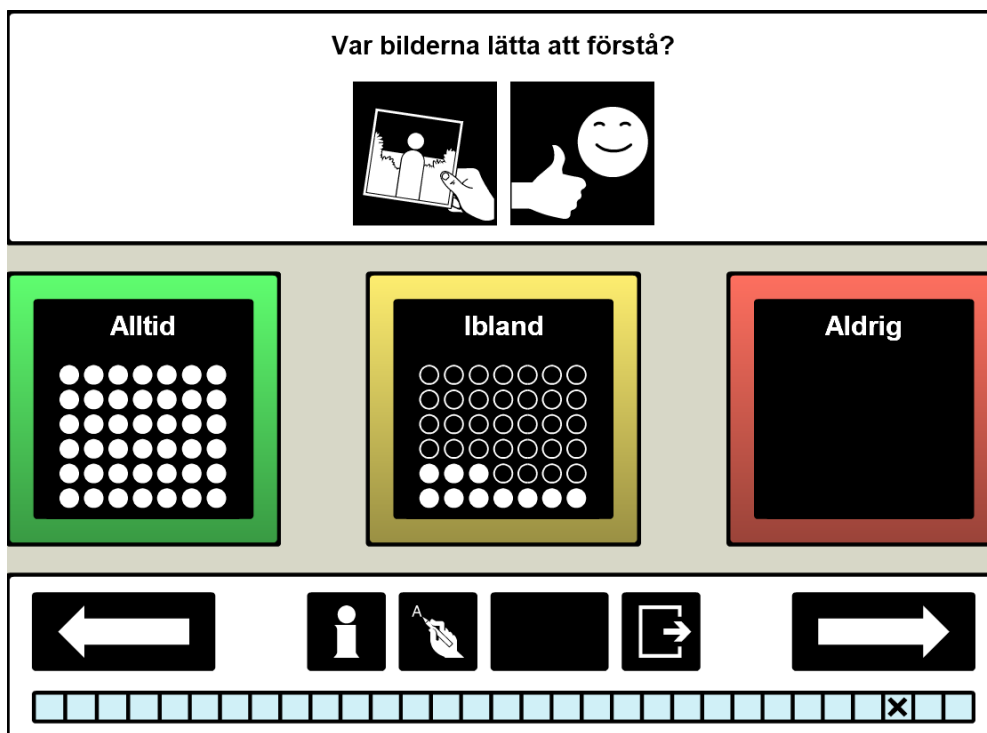 Var bilderna lätta att förstå?
Alltid
Ibland
Aldrig
A